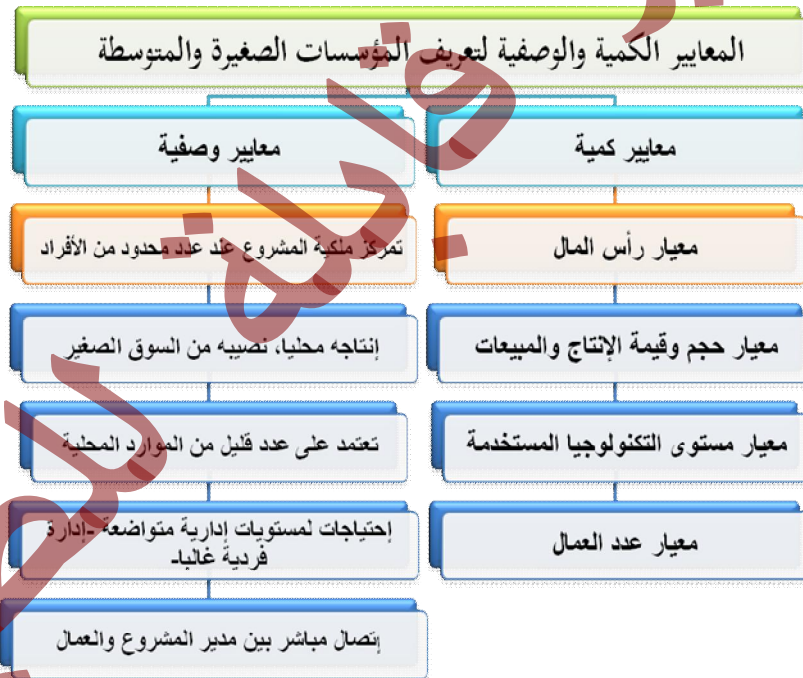 المعايير الكمية والوصفية لتعريف المؤسسات الصغيرة والمتوسطة
معايير كمية
معيار رأس المال
معيار حجم وقيمة الإنتاج والمبيعات
معيار مستوى التكنولوجيا المستخدمة
معيار عدد العمال
معايير وصفية
تمركز ملكية المشروع عند عدد محدود من الأفراد
إنتاجه محليا، نصيبه من السوق الصغير
تعتمد على عدد قليل من الموارد المحلية
إحتياجات لمستويات إدارية متواضعة -إدارة
فردية غالبا-
إتصال مباشر بين مدير المشروع والعمال